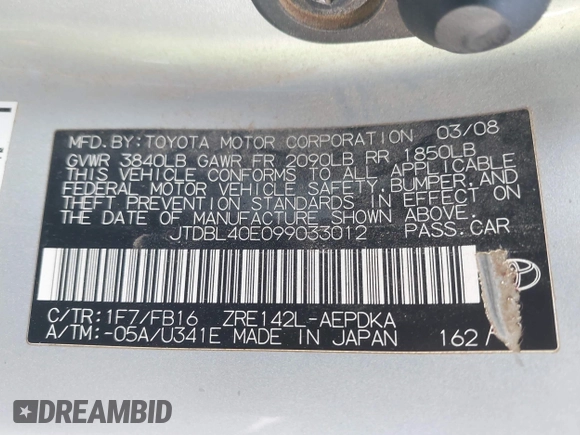 MFD.BY:TOYOTA MOTOR CORPORATION 03/08
GVWR 3840LB GAWR FR 2090LB RR 1850LB
THIS VEHICLE CONFORMS TO ALL APPLICABLE
FEDERAL MOTOR VEHICLE SAFETY,BUMPER,AND
THEFT PREVENTION STANDARDS IN EFFECT ON
THE DATE OF MANUFACTURE SHOWN ABOVE.
JTDBL40E099033012 PASS.CAR
C/TR:1F7/FB16 ZRE142L-AEPDKA
A/TM:-05A/U341E MADE IN JAPAN 162A
DREAMBID